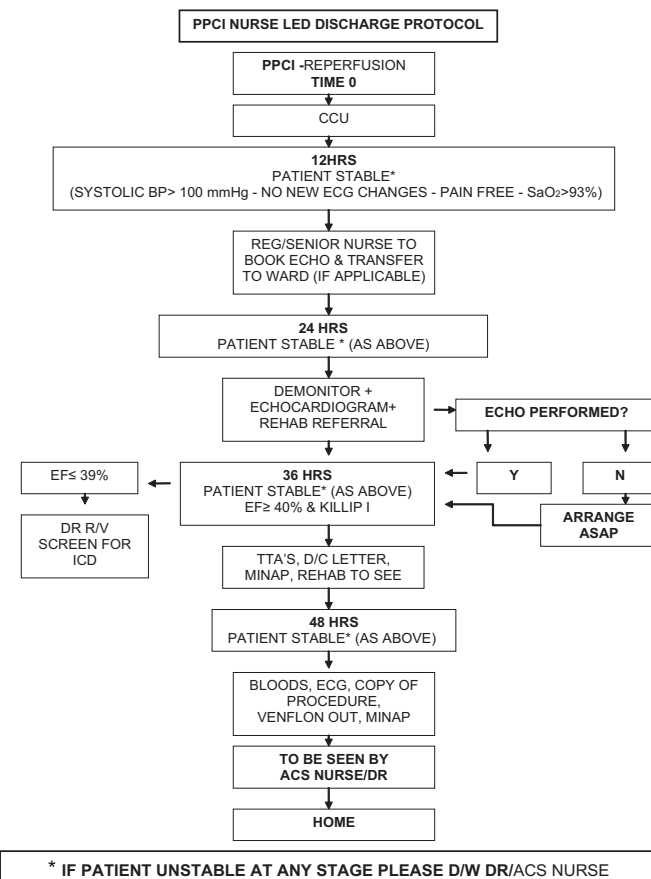 PPCI NURSE LED DISCHARGE PROTOCOL
PPCI -REPERFUSION
TIME 0
CCU
12HRS
PATIENT STABLE*
(SYSTOLIC BP> 100 mmHg - NO NEW ECG CHANGES - PAIN FREE - SaO2>93%)
REG/SENIOR NURSE TO
BOOK ECHO & TRANSFER
TO WARD (IF APPLICABLE)
24 HRS
PATIENT STABLE * (AS ABOVE)
DEMONITOR +
ECHOCARDIOGRAM+
REHAB REFERRAL
ECHO PERFORMED?
Y
N
ARRANGE
ASAP
36 HRS
PATIENT STABLE* (AS ABOVE)
EF≥ 40% & KILLIP I
EF≤ 39%
DR R/V
SCREEN FOR
ICD
TTA'S, D/C LETTER,
MINAP, REHAB TO SEE
48 HRS
PATIENT STABLE* (AS ABOVE)
BLOODS, ECG, COPY OF
PROCEDURE,
VENFLON OUT, MINAP
TO BE SEEN BY
ACS NURSE/DR
HOME
* IF PATIENT UNSTABLE AT ANY STAGE PLEASE D/W DR/ACS NURSE